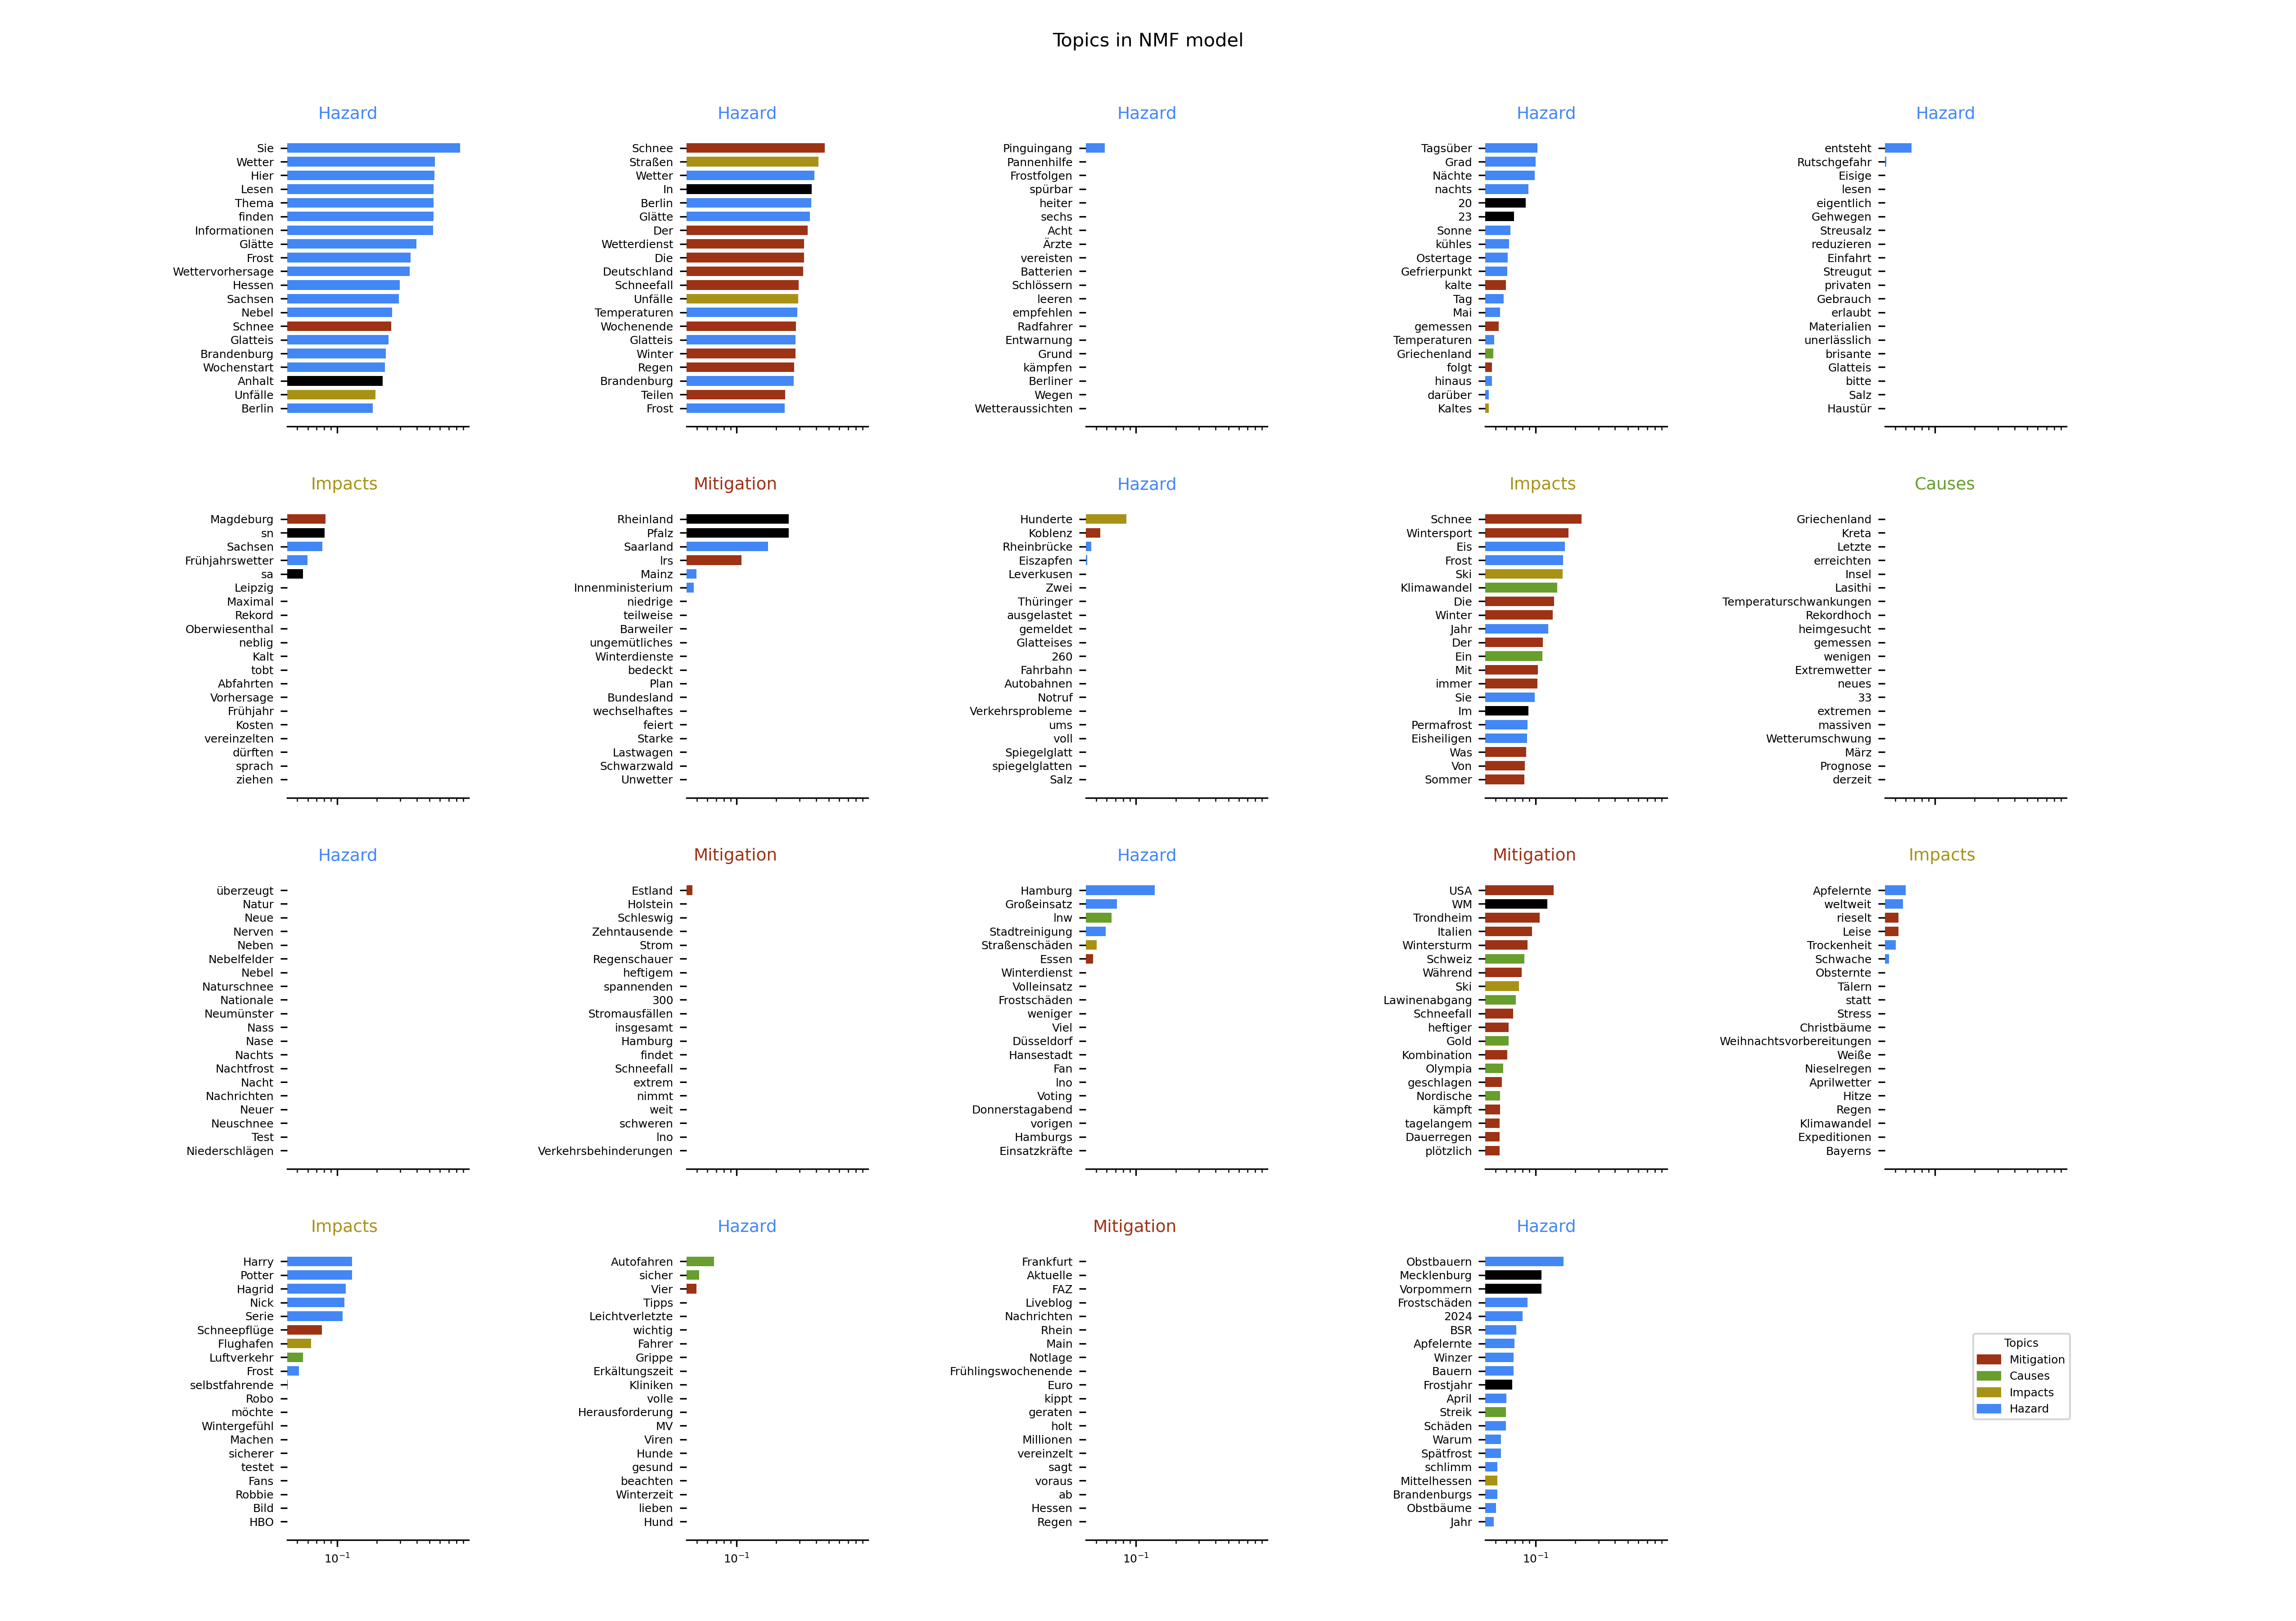 Topics in NMF model
Hazard
Sie
Wetter
Hier
Lesen
Thema
finden
Informationen
Glätte
Frost
Wettervorhersage
Hessen
Sachsen
Nebel
Schnee
Glatteis
Brandenburg
Wochenstart
Anhalt
Unfälle
Berlin
Hazard
Schnee
Straßen
Wetter
In
Berlin
Glätte
Der
Wetterdienst
Die
Deutschland
Schneefall
Unfälle
Temperaturen
Wochenende
Glatteis
Winter
Regen
Brandenburg
Teilen
Frost
Hazard
Pinguingang
Pannenhilfe
Frostfolgen
spürbar
heiter
sechs
Acht
Ärzte
vereisten
Batterien
Schlössern
leeren
empfehlen
Radfahrer
Entwarnung
Grund
kämpfen
Berliner
Wegen
Wetteraussichten
Hazard
Tagsüber
Grad
Nächte
nachts
20
23
Sonne
kühles
Ostertage
Gefrierpunkt
kalte
Tag
Mai
gemessen
Temperaturen
Griechenland
folgt
hinaus
darüber
Kaltes
Hazard
entsteht
Rutschgefahr
Eisige
lesen
eigentlich
Gehwegen
Streusalz
reduzieren
Einfahrt
Streugut
privaten
Gebrauch
erlaubt
Materialien
unerlässlich
brisante
Glatteis
bitte
Salz
Haustür
Impacts
Magdeburg
sn
Sachsen
Frühjahrswetter
sa
Leipzig
Maximal
Rekord
Oberwiesenthal
neblig
Kalt
tobt
Abfahrten
Vorhersage
Frühjahr
Kosten
vereinzelten
dürften
sprach
ziehen
Mitigation
Rheinland
Pfalz
Saarland
lrs
Mainz
Innenministerium
niedrige
teilweise
Barweiler
ungemütliches
Winterdienste
bedeckt
Plan
Bundesland
wechselhaftes
feiert
Starke
Lastwagen
Schwarzwald
Unwetter
Hazard
Hunderte
Koblenz
Rheinbrücke
Eiszapfen
Leverkusen
Zwei
Thüringer
ausgelastet
gemeldet
Glatteises
260
Fahrbahn
Autobahnen
Notruf
Verkehrsprobleme
ums
voll
Spiegelglatt
spiegelglatten
Salz
Impacts
Schnee
Wintersport
Eis
Frost
Ski
Klimawandel
Die
Winter
Jahr
Der
Ein
Mit
immer
Sie
Im
Permafrost
Eisheiligen
Was
Von
Sommer
Causes
Griechenland
Kreta
Letzte
erreichten
Insel
Lasithi
Temperaturschwankungen
Rekordhoch
heimgesucht
gemessen
wenigen
Extremwetter
neues
33
extremen
massiven
Wetterumschwung
März
Prognose
derzeit
Hazard
überzeugt
Natur
Neue
Nerven
Neben
Nebelfelder
Nebel
Naturschnee
Nationale
Neumünster
Nass
Nase
Nachts
Nachtfrost
Nacht
Nachrichten
Neuer
Neuschnee
Test
Niederschlägen
Mitigation
Estland
Holstein
Schleswig
Zehntausende
Strom
Regenschauer
heftigem
spannenden
300
Stromausfällen
insgesamt
Hamburg
findet
Schneefall
extrem
nimmt
weit
schweren
lno
Verkehrsbehinderungen
Hazard
Hamburg
Großeinsatz
lnw
Stadtreinigung
Straßenschäden
Essen
Winterdienst
Volleinsatz
Frostschäden
weniger
Viel
Düsseldorf
Hansestadt
Fan
lno
Voting
Donnerstagabend
vorigen
Hamburgs
Einsatzkräfte
Mitigation
USA
WM
Trondheim
Italien
Wintersturm
Schweiz
Während
Ski
Lawinenabgang
Schneefall
heftiger
Gold
Kombination
Olympia
geschlagen
Nordische
kämpft
tagelangem
Dauerregen
plötzlich
Impacts
Apfelernte
weltweit
rieselt
Leise
Trockenheit
Schwache
Obsternte
Tälern
statt
Stress
Christbäume
Weihnachtsvorbereitungen
Weiße
Nieselregen
Aprilwetter
Hitze
Regen
Klimawandel
Expeditionen
Bayerns
Impacts
Harry
Potter
Hagrid
Nick
Serie
Schneepflüge
Flughafen
Luftverkehr
Frost
selbstfahrende
Robo
möchte
Wintergefühl
Machen
sicherer
testet
Fans
Robbie
Bild
HBO
10⁻¹
Hazard
Autofahren
sicher
Vier
Tipps
Leichtverletzte
wichtig
Fahrer
Grippe
Erkältungszeit
Kliniken
volle
Herausforderung
MV
Viren
Hunde
gesund
beachten
Winterzeit
lieben
Hund
10⁻¹
Mitigation
Frankfurt
Aktuelle
FAZ
Liveblog
Nachrichten
Rhein
Main
Notlage
Frühlingswochenende
Euro
kippt
geraten
holt
Millionen
vereinzelt
sagt
voraus
ab
Hessen
Regen
10⁻¹
Hazard
Obstbauern
Mecklenburg
Vorpommern
Frostschäden
2024
BSR
Apfelernte
Winzer
Bauern
Frostjahr
April
Streik
Schäden
Warum
Spätfrost
schlimm
Mittelhessen
Brandenburgs
Obstbäume
Jahr
10⁻¹
Topics
Mitigation
Causes
Impacts
Hazard